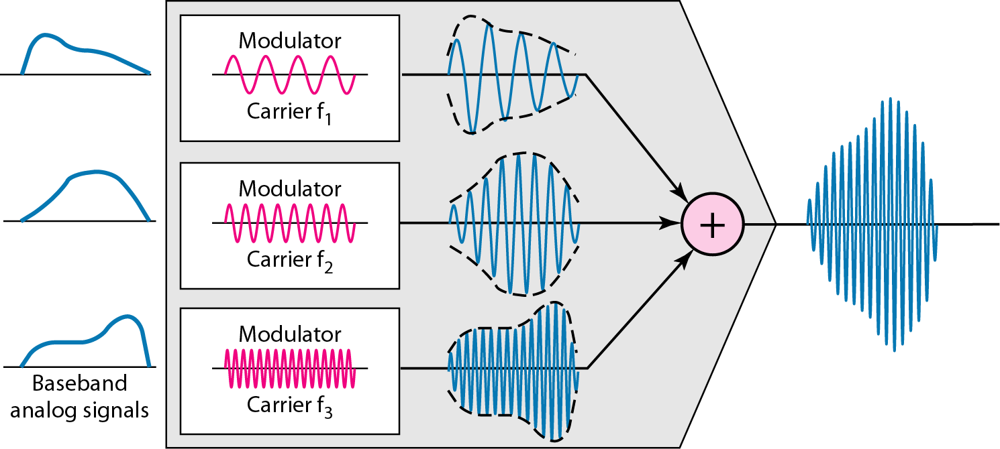 Modulator
Carrier f₁
Modulator
Carrier f₂
+
Modulator
Carrier f₃
Baseband
analog signals